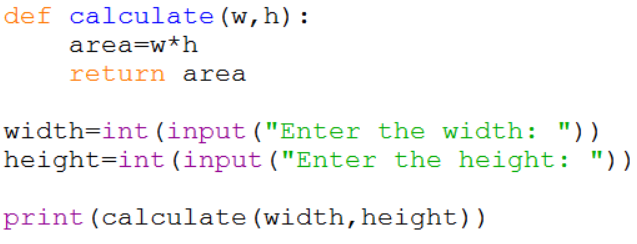 def calculate(w,h):
    area=w*h
    return area

width=int(input("Enter the width: "))
height=int(input("Enter the height: "))

print(calculate(width,height))